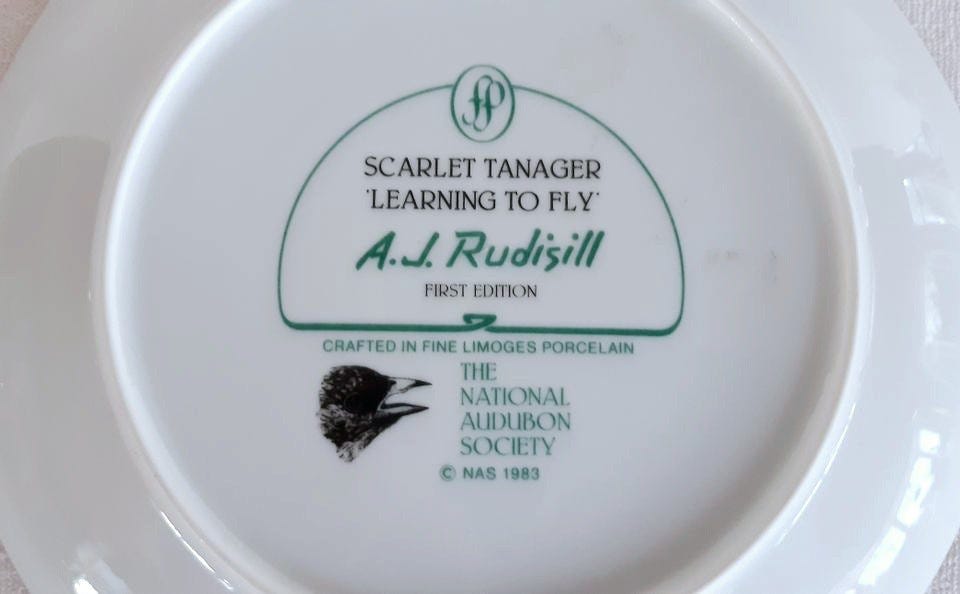 fp
SCARLET TANAGER
'LEARNING TO FLY'
A.J. Rudisill
FIRST EDITION
CRAFTED IN FINE LIMOGES PORCELAIN
THE
NATIONAL
AUDUBON
SOCIETY
© NAS 1983